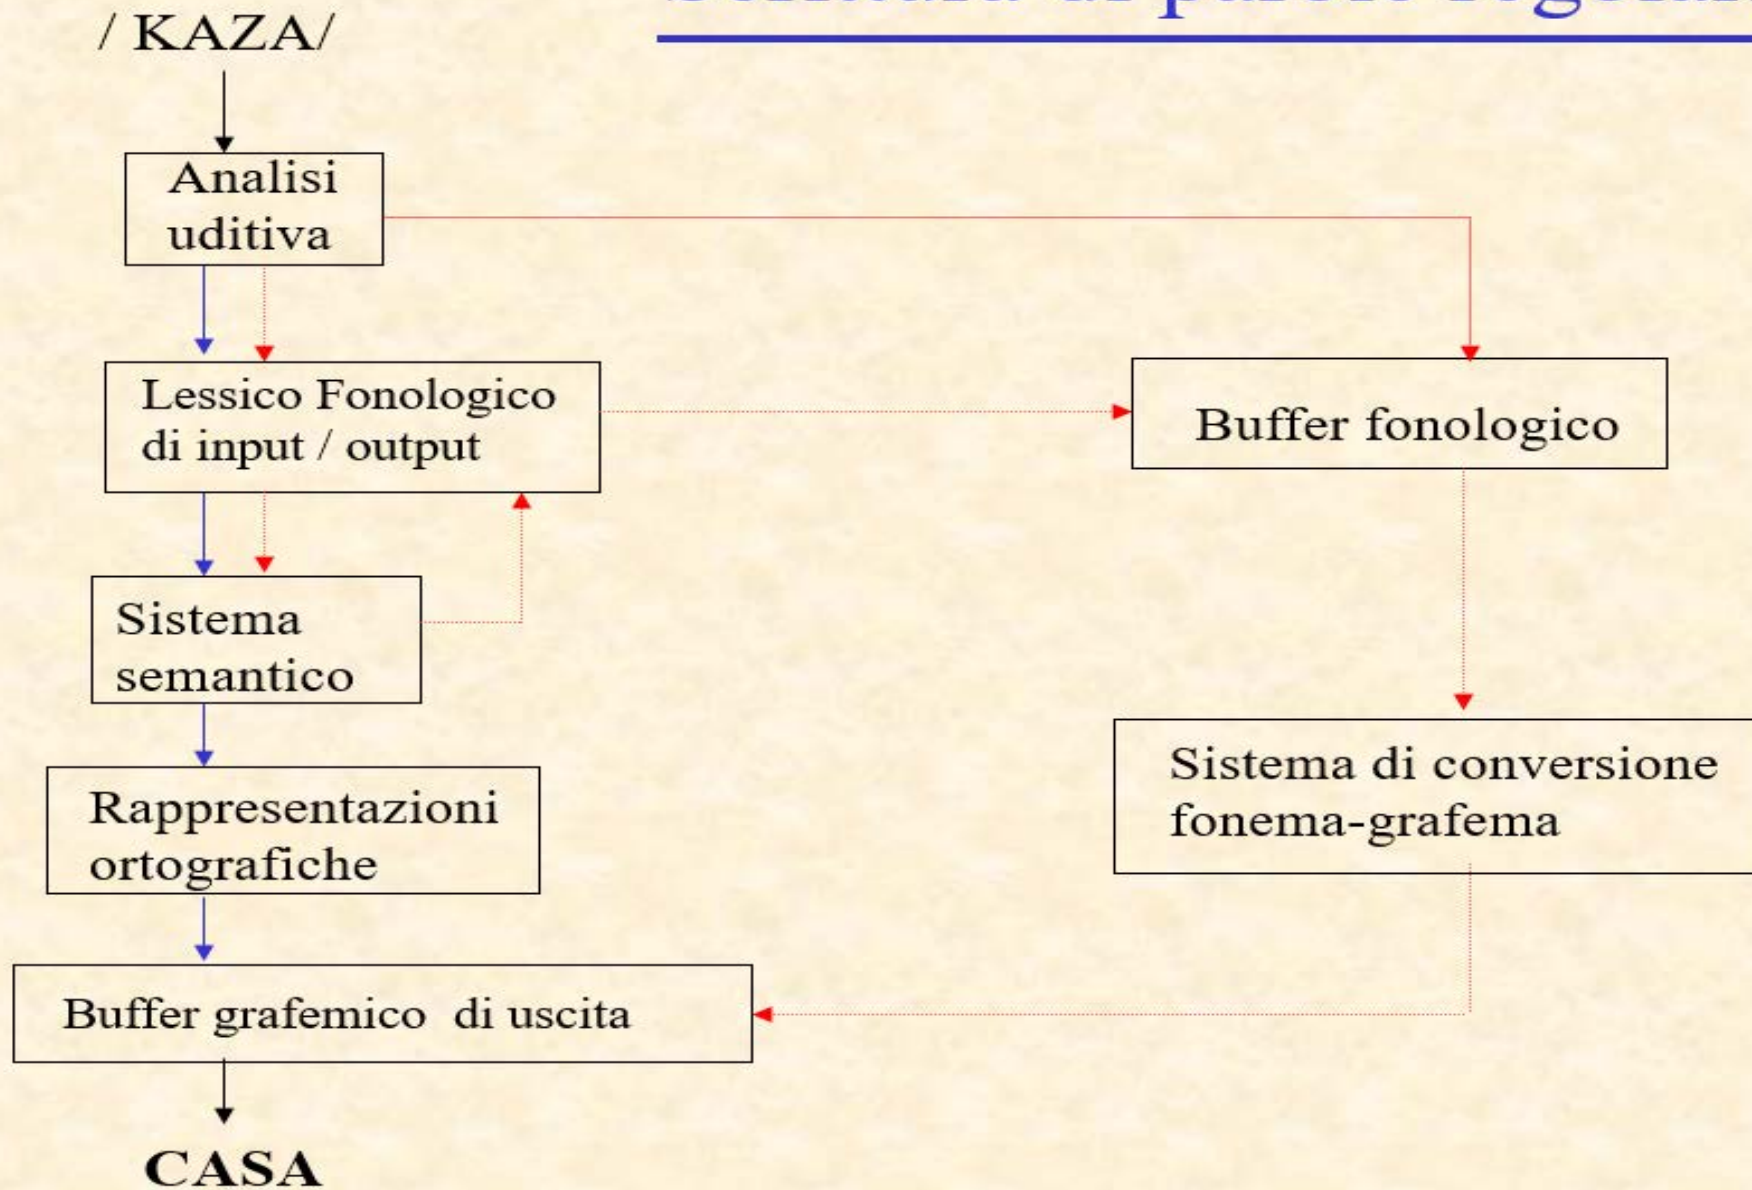 / KAZA/
Analisi
uditiva
Lessico Fonologico
di input / output
Buffer fonologico
Sistema
semantico
Sistema di conversione
fonema-grafema
Rappresentazioni
ortografiche
Buffer grafemico di uscita
CASA